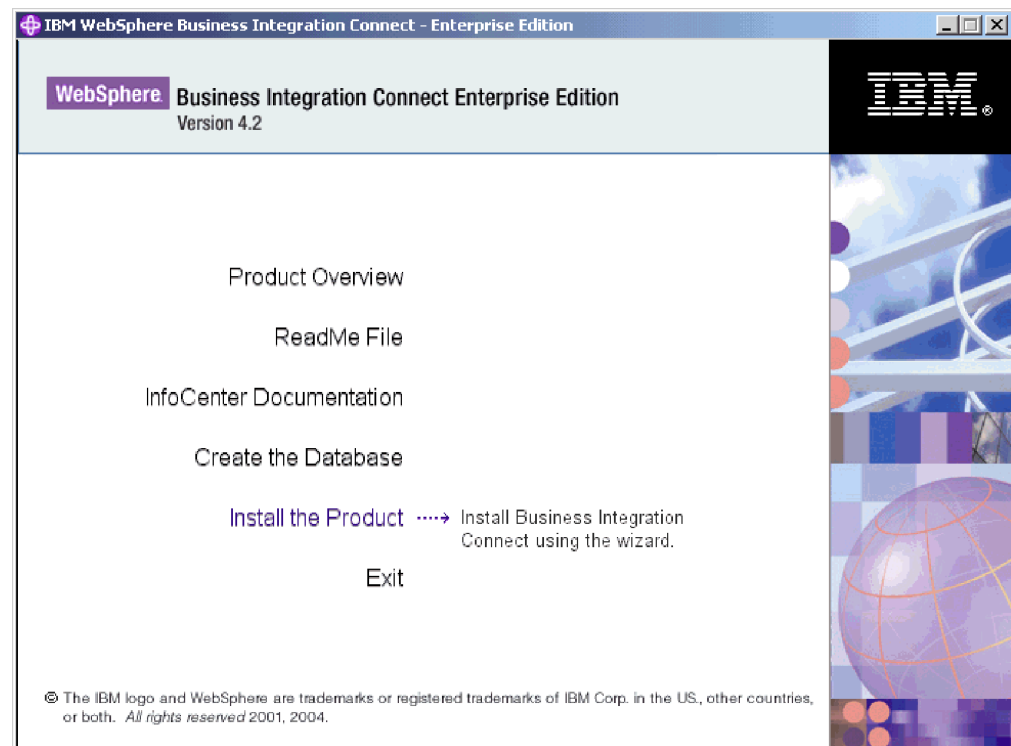 IBM WebSphere Business Integration Connect - Enterprise Edition
WebSphere. Business Integration Connect Enterprise Edition
Version 4.2
IBM®
Product Overview
ReadMe File
InfoCenter Documentation
Create the Database
Install the Product ····> Install Business Integration
Connect using the wizard.
Exit
© The IBM logo and WebSphere are trademarks or registered trademarks of IBM Corp. in the US., other countries,
or both. All rights reserved 2001, 2004.